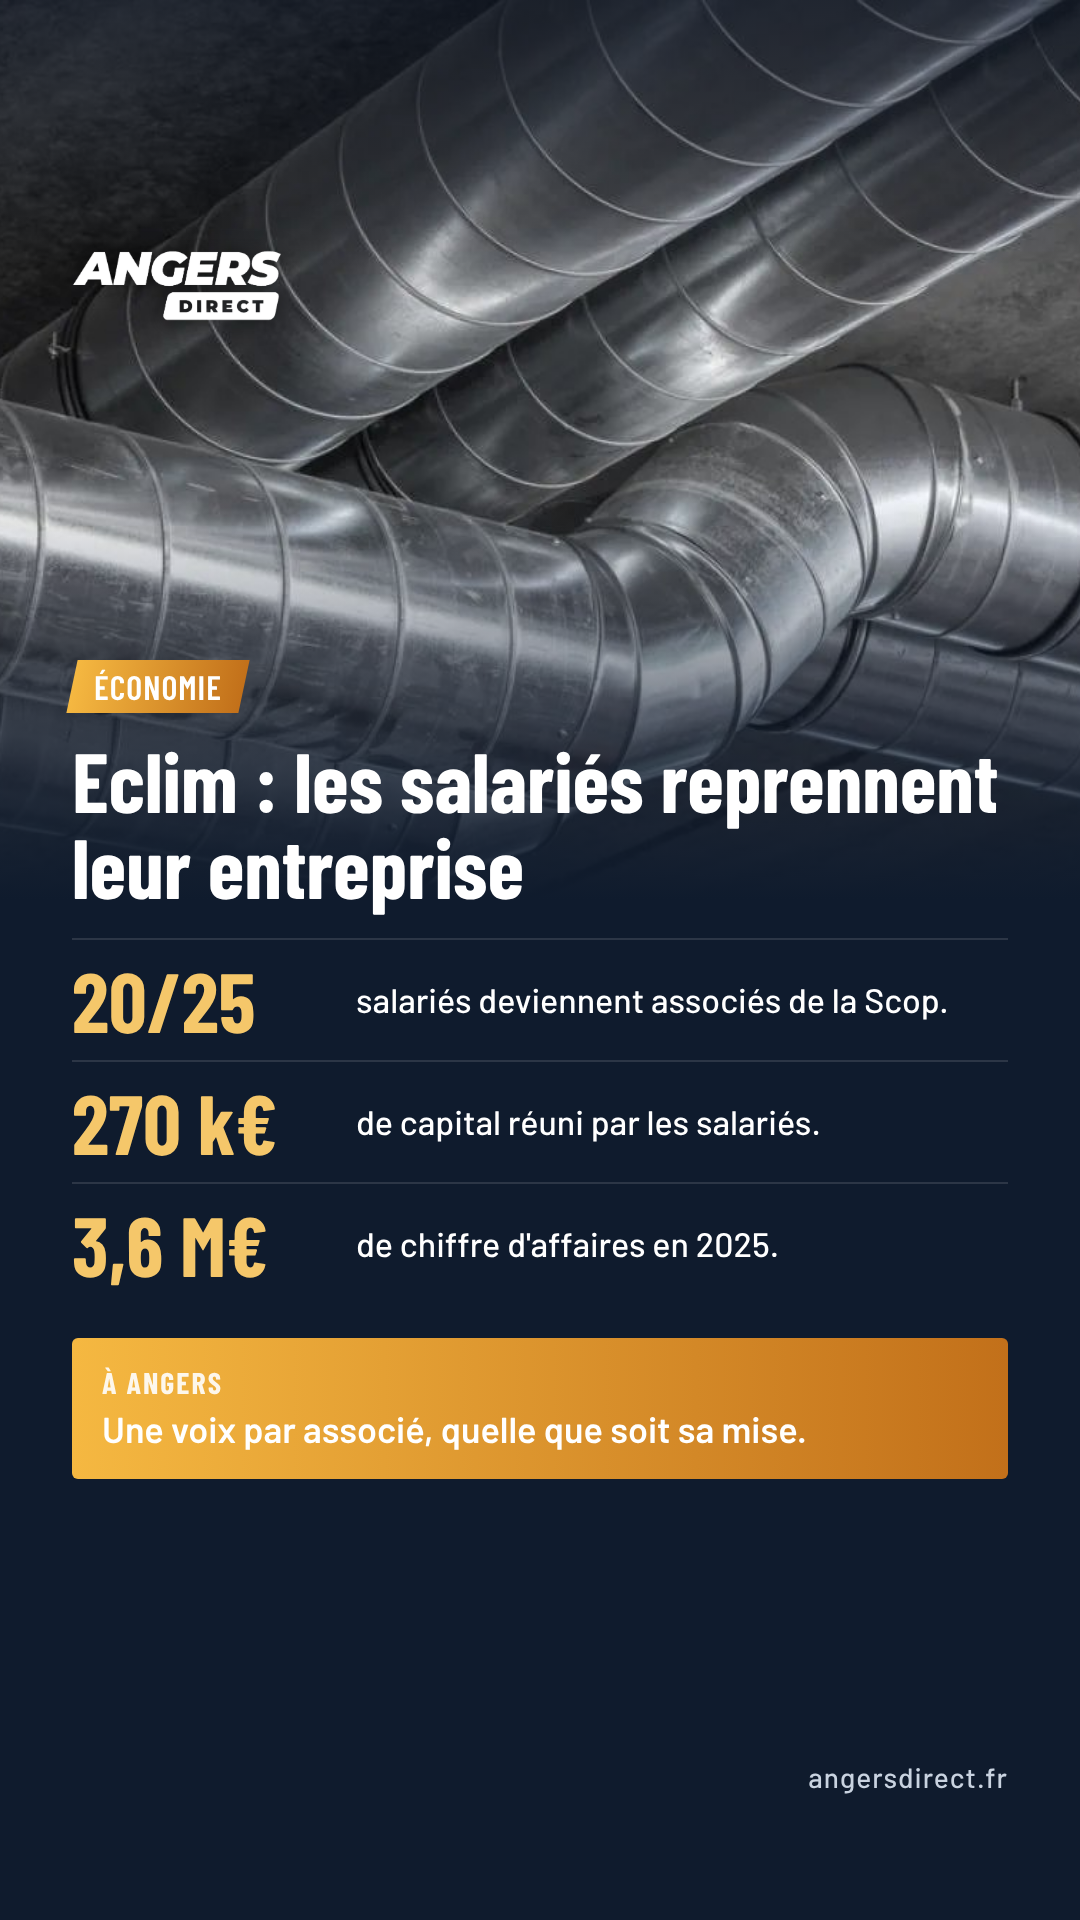 ANGERS
DIRECT
ÉCONOMIE
Eclim : les salariés reprennent
leur entreprise
20/25
salariés deviennent associés de la Scop.
270 k€
de capital réuni par les salariés.
3,6 M€
de chiffre d'affaires en 2025.
À ANGERS
Une voix par associé, quelle que soit sa mise.
angersdirect.fr